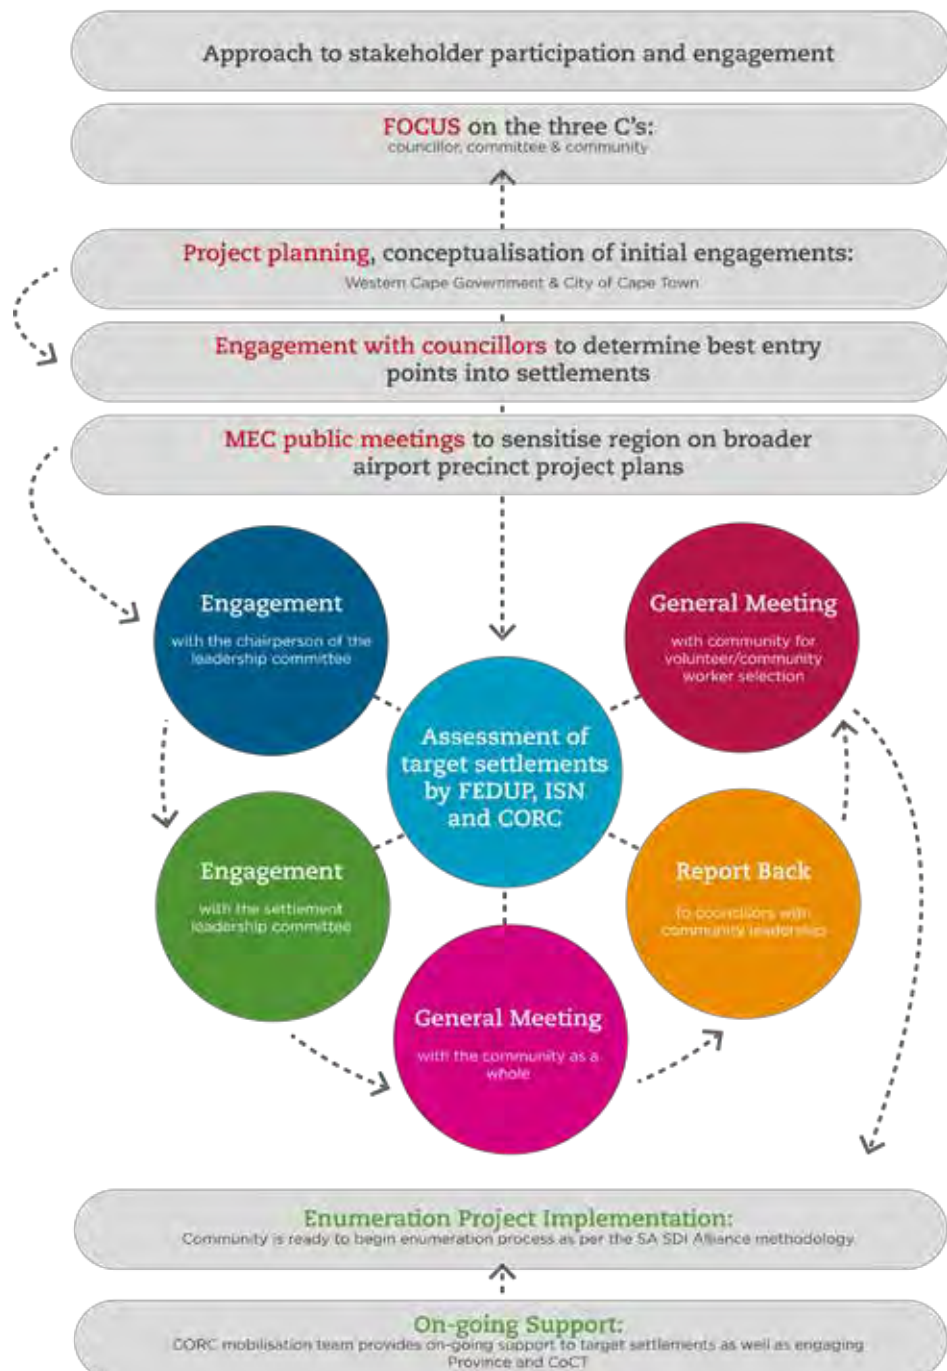 Approach to stakeholder participation and engagement
FOCUS on the three C's:
councillor, committee & community
Project planning, conceptualisation of initial engagements:
Western Cape Government & City of Cape Town
Engagement with councillors to determine best entry
points into settlements
MEC public meetings to sensitise region on broader
airport precinct project plans
Engagement
with the chairperson of the
leadership committee
General Meeting
with community for
volunteer/community
worker selection
Assessment of
target settlements
by FEDUP, ISN
and CORC
Engagement
with the settlement
leadership committee
Report Back
to councillors with
community leadership
General Meeting
with the community as a
whole
Enumeration Project Implementation:
Community is ready to begin enumeration process as per the SA SDI Alliance methodology
On-going Support:
CORC mobilisation team provides on-going support to target settlements as well as engaging
Province and CoCT